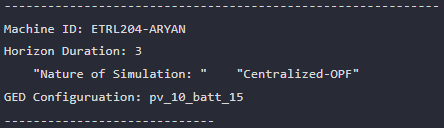 -------------------------------------------------------------
Machine ID: ETRL204-ARYAN
Horizon Duration: 3
    "Nature of Simulation: "    "Centralized-OPF"
GED Configuruation: pv_10_batt_15
-----------------------------